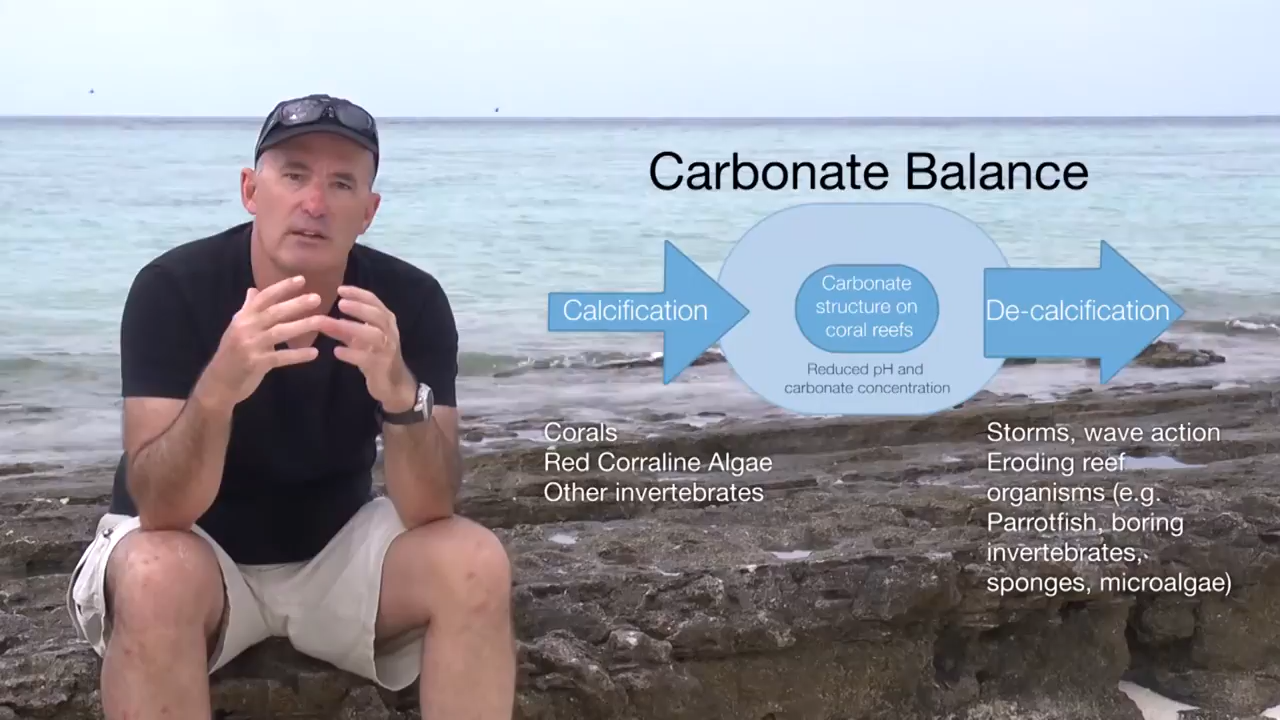 Carbonate Balance
Calcification
Carbonate
structure on
coral reefs
Reduced pH and
carbonate concentration
De-calcification
Corals
Red Corraline Algae
Other invertebrates
Storms, wave action
Eroding reef
organisms (e.g.
Parrotfish, boring
invertebrates,
sponges, microalgae)